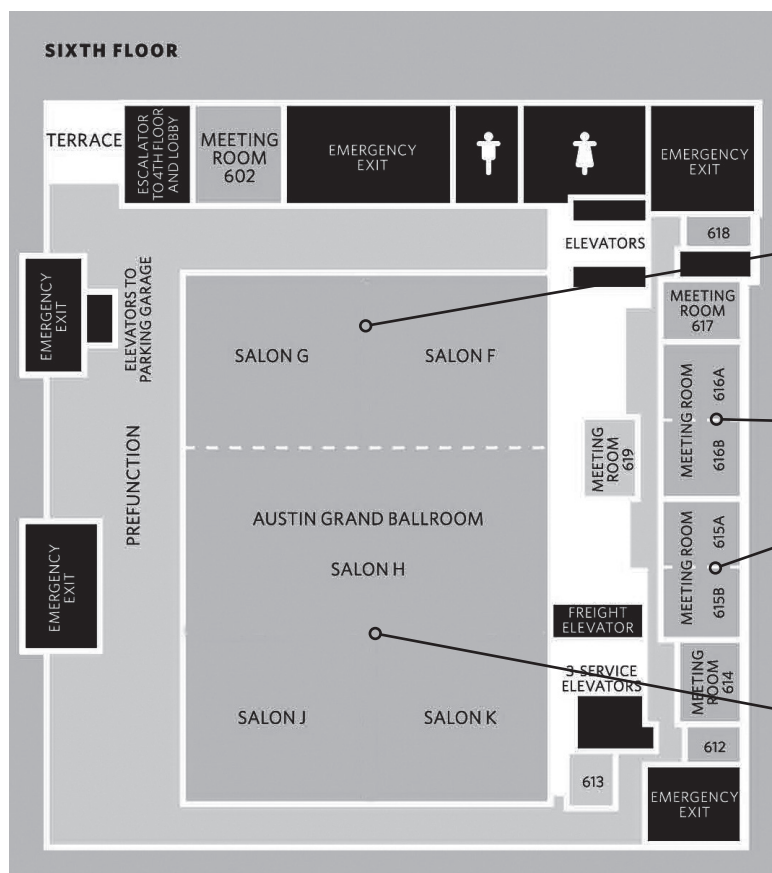 SIXTH FLOOR
TERRACE
ESCALATOR
TO 4TH FLOOR
AND LOBBY
MEETING
ROOM
602
EMERGENCY
EXIT
EMERGENCY
EXIT
ELEVATORS
618
EMERGENCY
EXIT
ELEVATORS TO
PARKING GARAGE
MEETING
ROOM
617
SALON G
SALON F
MEETING ROOM
616A
616B
PREFUNCTION
MEETING
ROOM
619
AUSTIN GRAND BALLROOM
SALON H
MEETING ROOM
615A
615B
EMERGENCY
EXIT
FREIGHT
ELEVATOR
3 SERVICE
ELEVATORS
MEETING
ROOM
614
SALON J
SALON K
612
613
EMERGENCY
EXIT